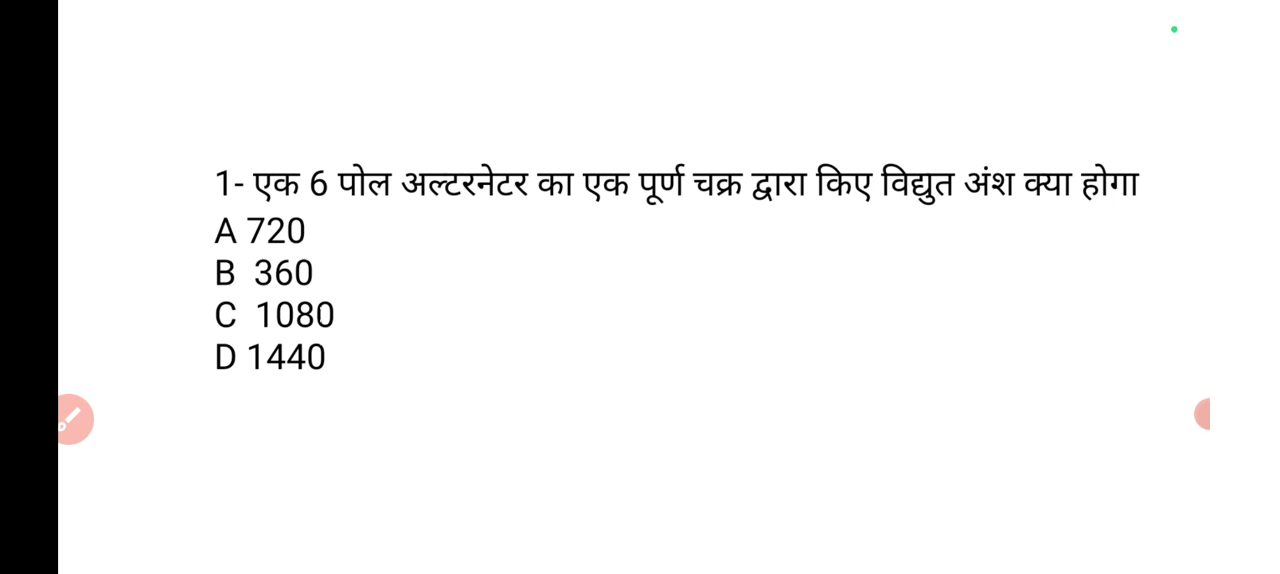 1- एक 6 पोल अल्टरनेटर का एक पूर्ण चक्र द्वारा किए विद्युत अंश क्या होगा
A 720
B 360
C 1080
D 1440